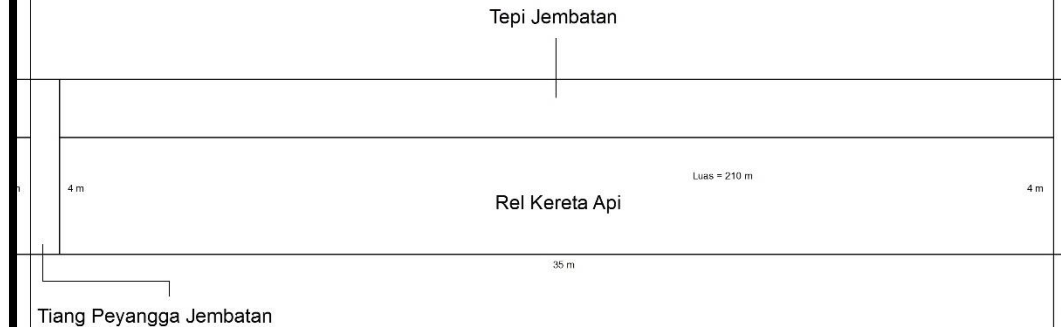 Tepi Jembatan
Luas = 210 m
4 m
4 m
Rel Kereta Api
35 m
Tiang Peyangga Jembatan